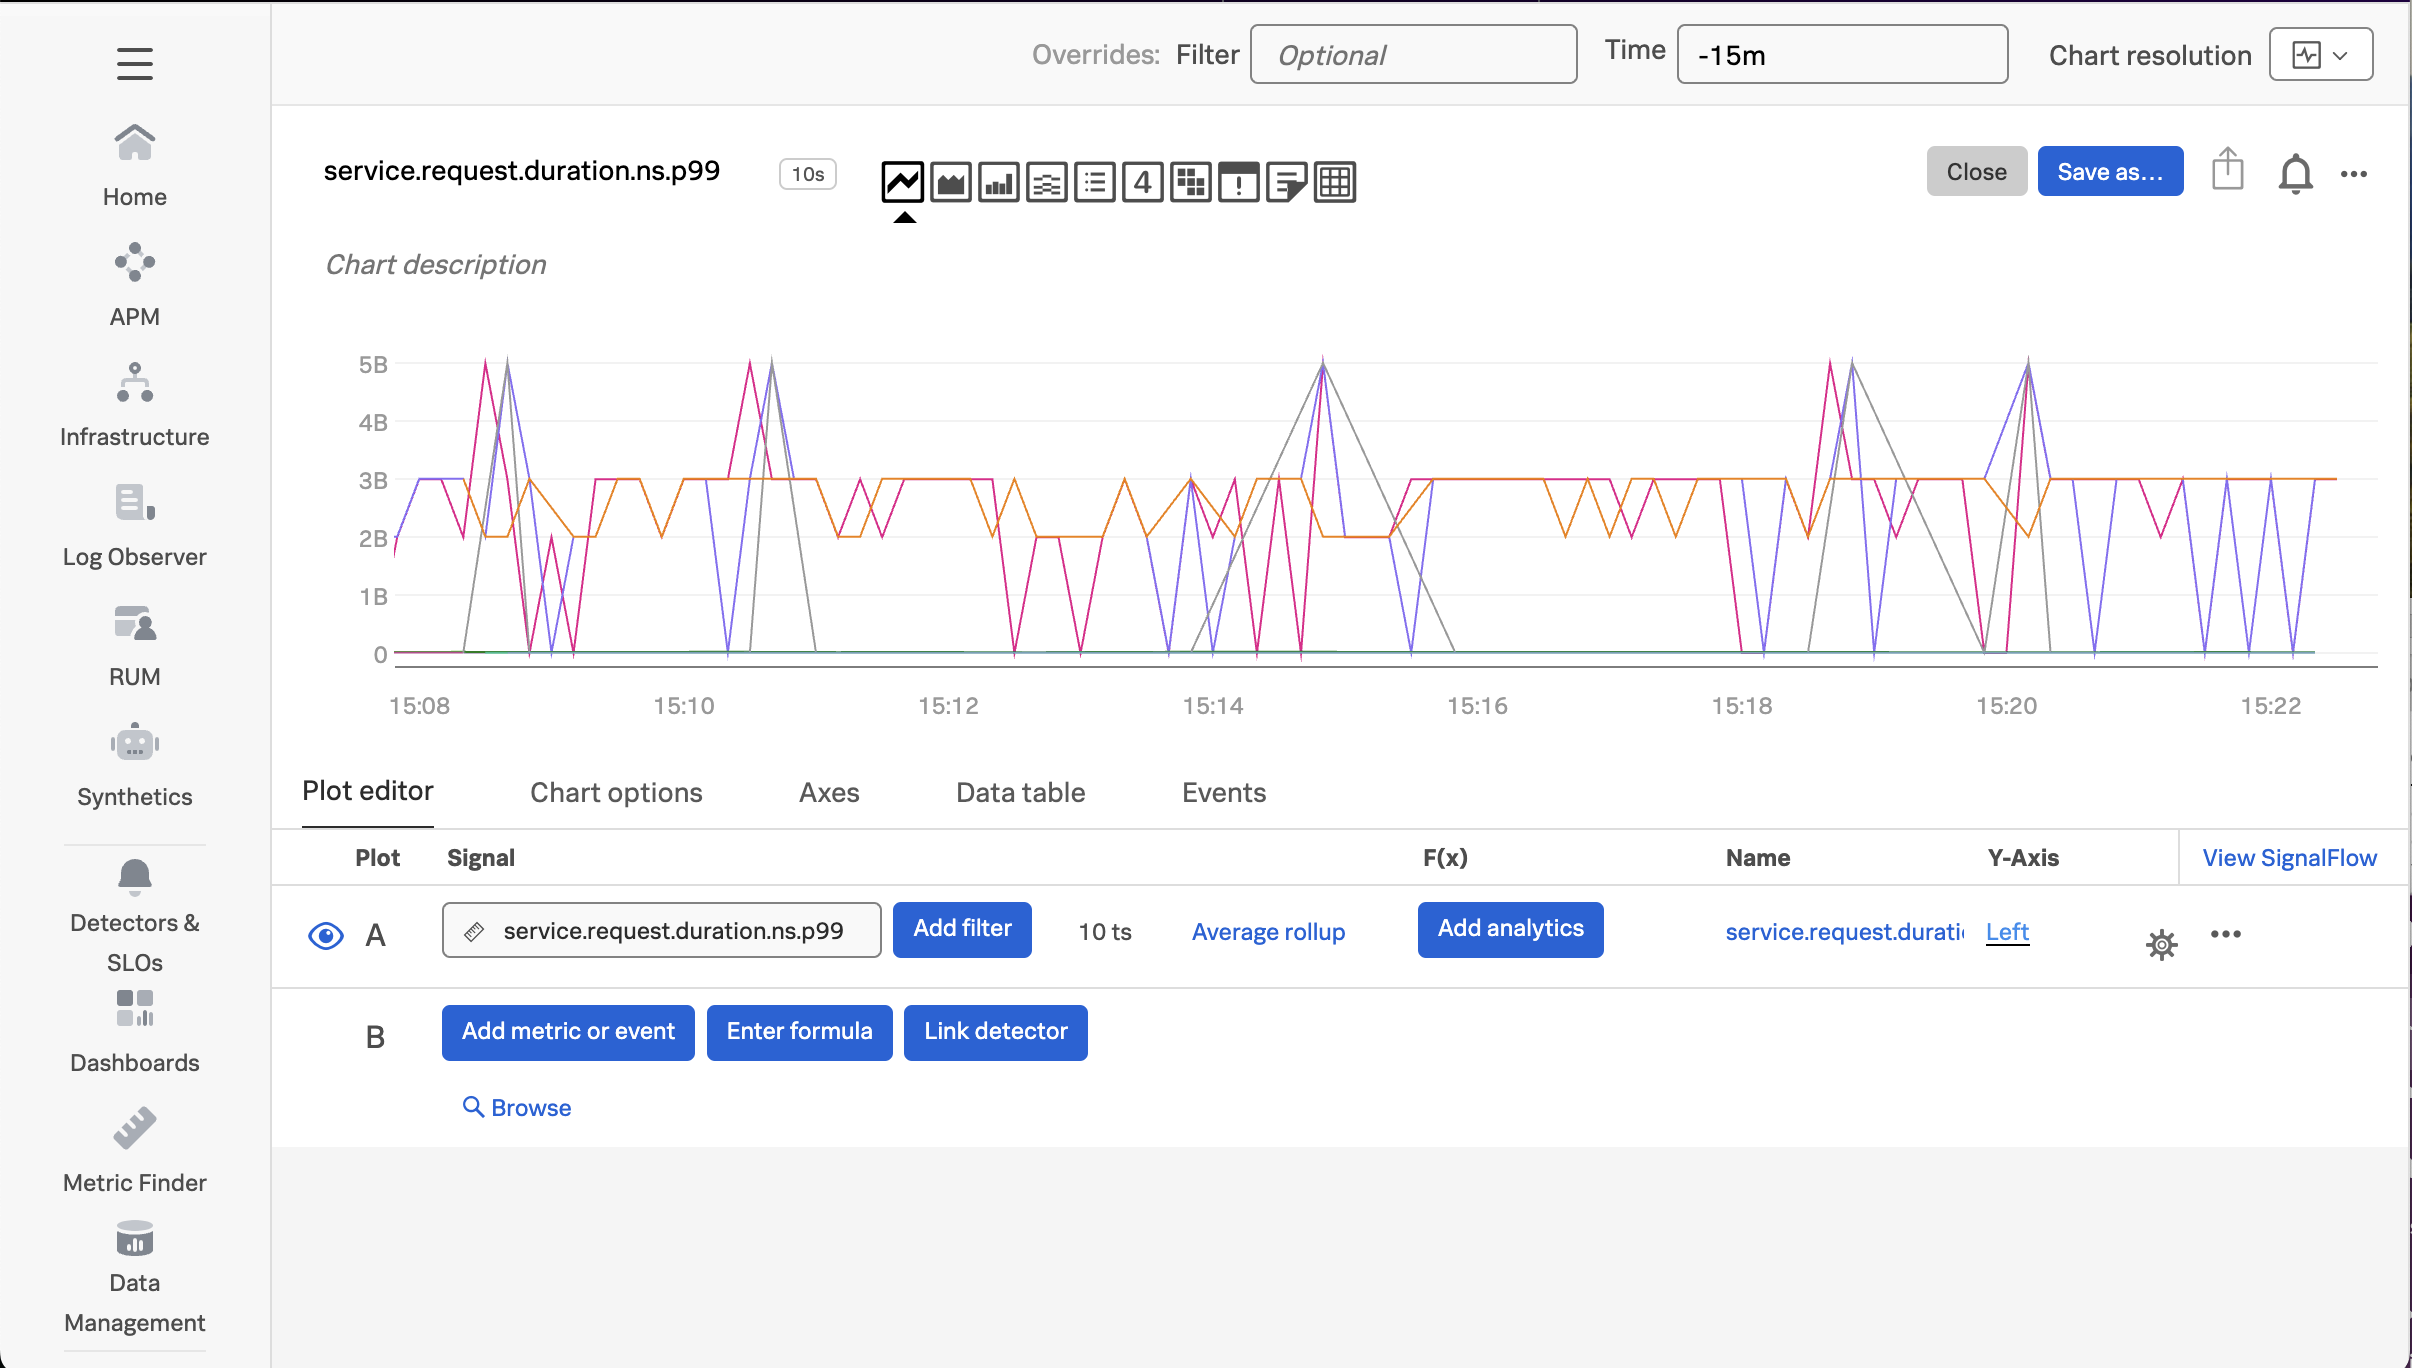 Overrides: Filter Optional Time -15m Chart resolution
Home
APM
Infrastructure
Log Observer
RUM
Synthetics
Detectors &
SLOs
Dashboards
Metric Finder
Data
Management
service.request.duration.ns.p99 10s 4 ! Close Save as...
Chart description
5B
4B
3B
2B
1B
0
15:08 15:10 15:12 15:14 15:16 15:18 15:20 15:22
Plot editor Chart options Axes Data table Events
Plot Signal F(x) Name Y-Axis View SignalFlow
A service.request.duration.ns.p99 Add filter 10 ts Average rollup Add analytics service.request.durati Left
B Add metric or event Enter formula Link detector
Browse